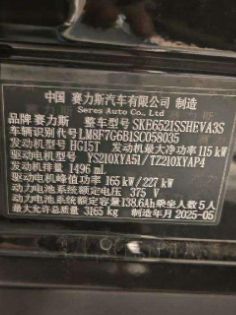 中国 赛力斯汽车有限公司 制造
Seres Auto Co., Ltd.
品牌 赛力斯 整车型号 SKE6521SSHEVA3S
车辆识别代号 LM8F7G6B1SC058035
发动机型号 HG15T 发动机最大净功率 115 kW
驱动电机型号 YS210XYA51/TZ210XYAP4
发动机排量 1496 mL
驱动电机峰值功率 165 kW/227 kW
动力电池系统额定电压 375 V
动力电池系统额定容量 138.6Ah 乘坐人数 5人
最大允许总质量 3165 kg 制造年月 2025-05